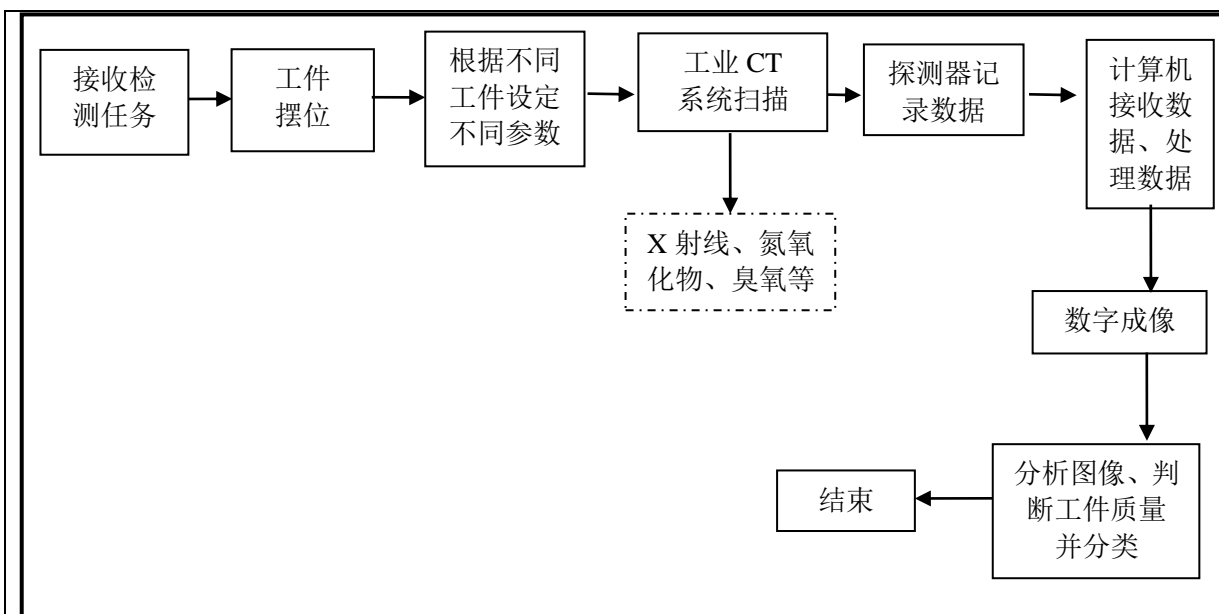 接收检
测任务
工件
摆位
根据不同
工件设定
不同参数
工业 CT
系统扫描
探测器记
录数据
计算机
接收数
据、处
理数据
X 射线、氮氧
化物、臭氧等
数字成像
分析图像、判
断工件质量
并分类
结束